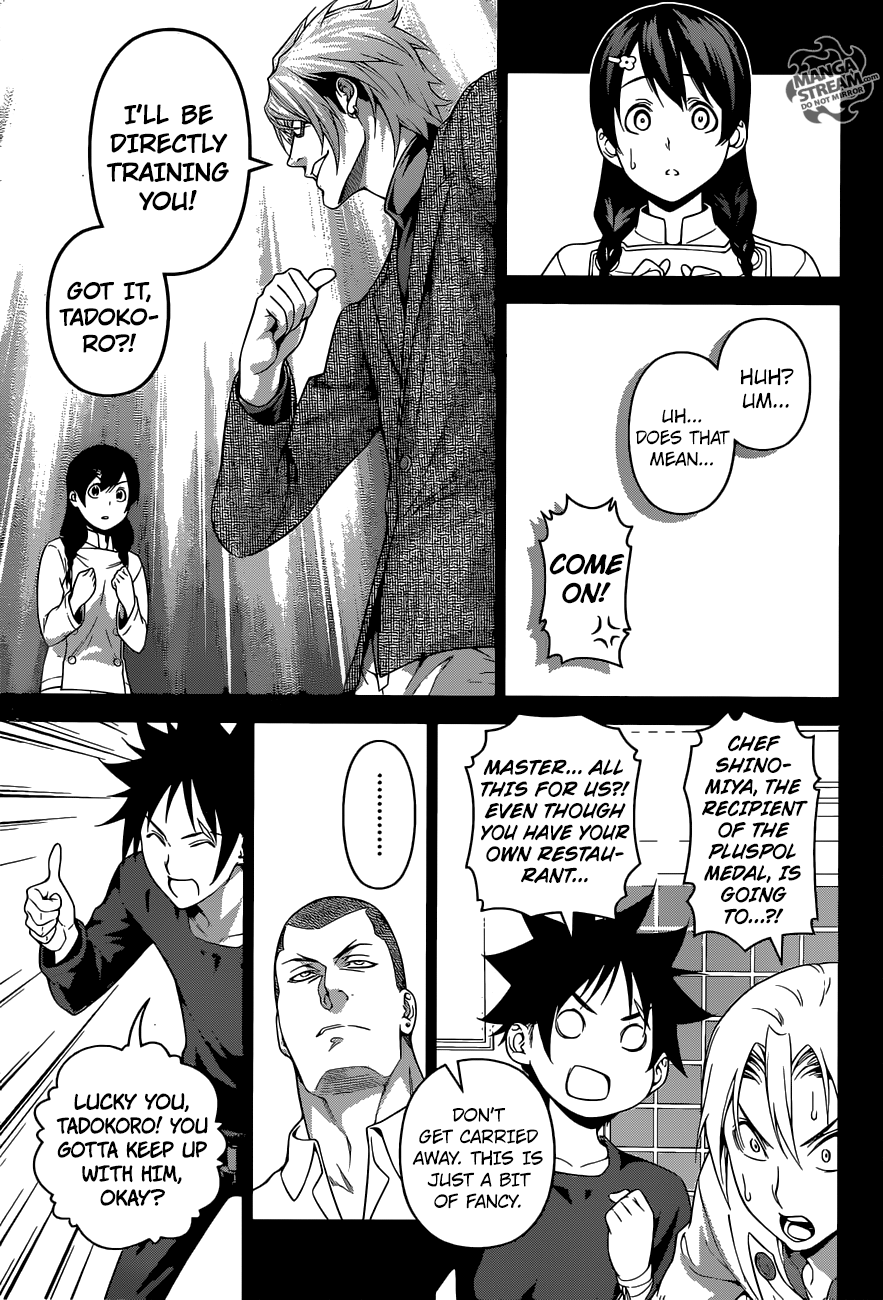 MANGA
STREAM.com
DO NOT MIRROR
HUH?
UM...
UH...
DOES THAT
MEAN...
COME
ON!
I'LL BE
DIRECTLY
TRAINING
YOU!
GOT IT,
TADOKO-
RO?!
CHEF
SHINO-
MIYA, THE
RECIPIENT
OF THE
PLUSPOL
MEDAL, IS
GOING
TO...?!
MASTER... ALL
THIS FOR US?!
EVEN THOUGH
YOU HAVE YOUR
OWN RESTAU-
RANT...
DON'T
GET CARRIED
AWAY. THIS IS
JUST A BIT
OF FANCY.
.........
LUCKY YOU,
TADOKORO! YOU
GOTTA KEEP UP
WITH HIM,
OKAY?